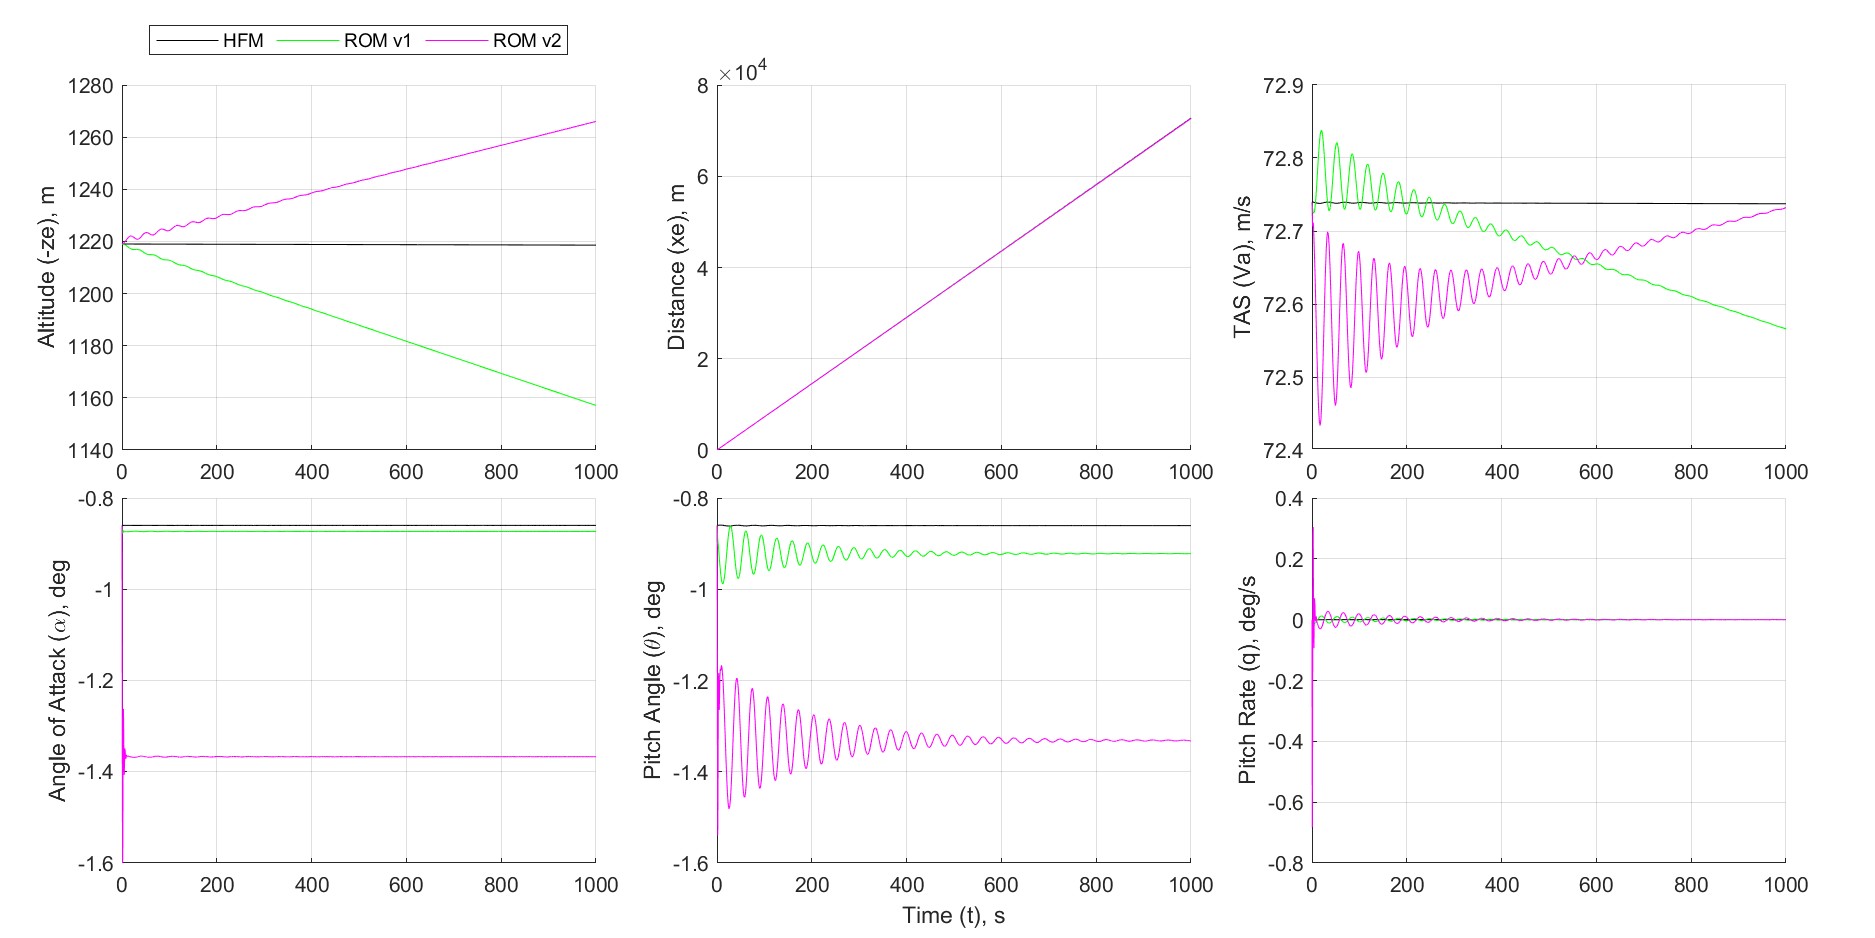 HFM ROM v1 ROM v2
1280
1260
1240
1220
1200
1180
1160
1140
Altitude (-ze), m
0 200 400 600 800 1000
×10⁴
8
6
4
2
0
Distance (xe), m
0 200 400 600 800 1000
72.9
72.8
72.7
72.6
72.5
72.4
TAS (Va), m/s
0 200 400 600 800 1000
-0.8
-1
-1.2
-1.4
-1.6
Angle of Attack (α), deg
0 200 400 600 800 1000
-0.8
-1
-1.2
-1.4
-1.6
Pitch Angle (θ), deg
0 200 400 600 800 1000
Time (t), s
0.4
0.2
0
-0.2
-0.4
-0.6
-0.8
Pitch Rate (q), deg/s
0 200 400 600 800 1000